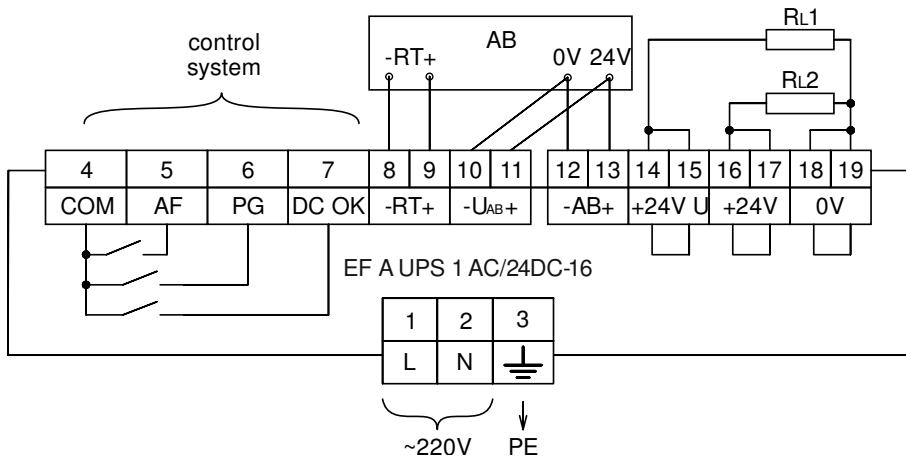 control
system
AB
-RT+
0V 24V
RL1
RL2
4 5 6 7 8 9 10 11 12 13 14 15 16 17 18 19
COM AF PG DC OK -RT+ -UAB+ -AB+ +24V U +24V 0V
EF A UPS 1 AC/24DC-16
1 2 3
L N
~220V PE